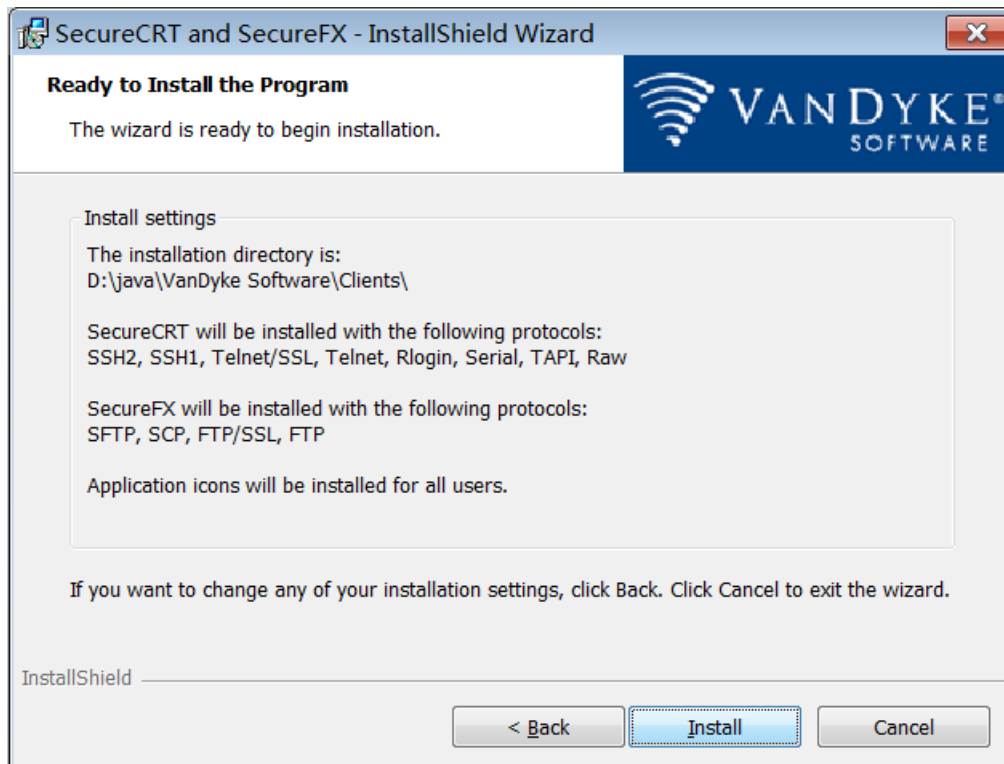 SecureCRT and SecureFX - InstallShield Wizard
Ready to Install the Program
The wizard is ready to begin installation.
VANDYKE®
SOFTWARE
Install settings
The installation directory is:
D:\java\VanDyke Software\Clients\
SecureCRT will be installed with the following protocols:
SSH2, SSH1, Telnet/SSL, Telnet, Rlogin, Serial, TAPI, Raw
SecureFX will be installed with the following protocols:
SFTP, SCP, FTP/SSL, FTP
Application icons will be installed for all users.
If you want to change any of your installation settings, click Back. Click Cancel to exit the wizard.
InstallShield
< Back
Install
Cancel